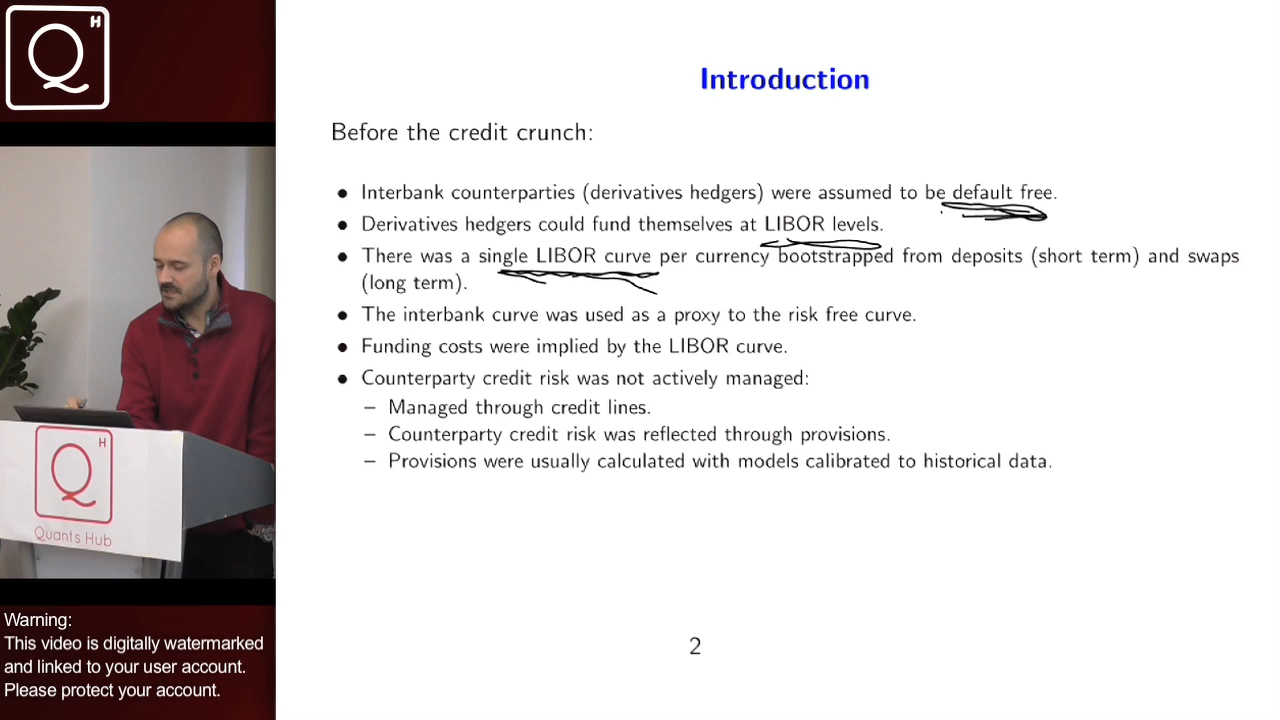 H
Q
Introduction
Before the credit crunch:
• Interbank counterparties (derivatives hedgers) were assumed to be default free.
• Derivatives hedgers could fund themselves at LIBOR levels.
• There was a single LIBOR curve per currency bootstrapped from deposits (short term) and swaps
(long term).
• The interbank curve was used as a proxy to the risk free curve.
• Funding costs were implied by the LIBOR curve.
• Counterparty credit risk was not actively managed:
– Managed through credit lines.
– Counterparty credit risk was reflected through provisions.
– Provisions were usually calculated with models calibrated to historical data.
H
Q
Quants Hub
Warning:
This video is digitally watermarked
and linked to your user account.
Please protect your account.
2